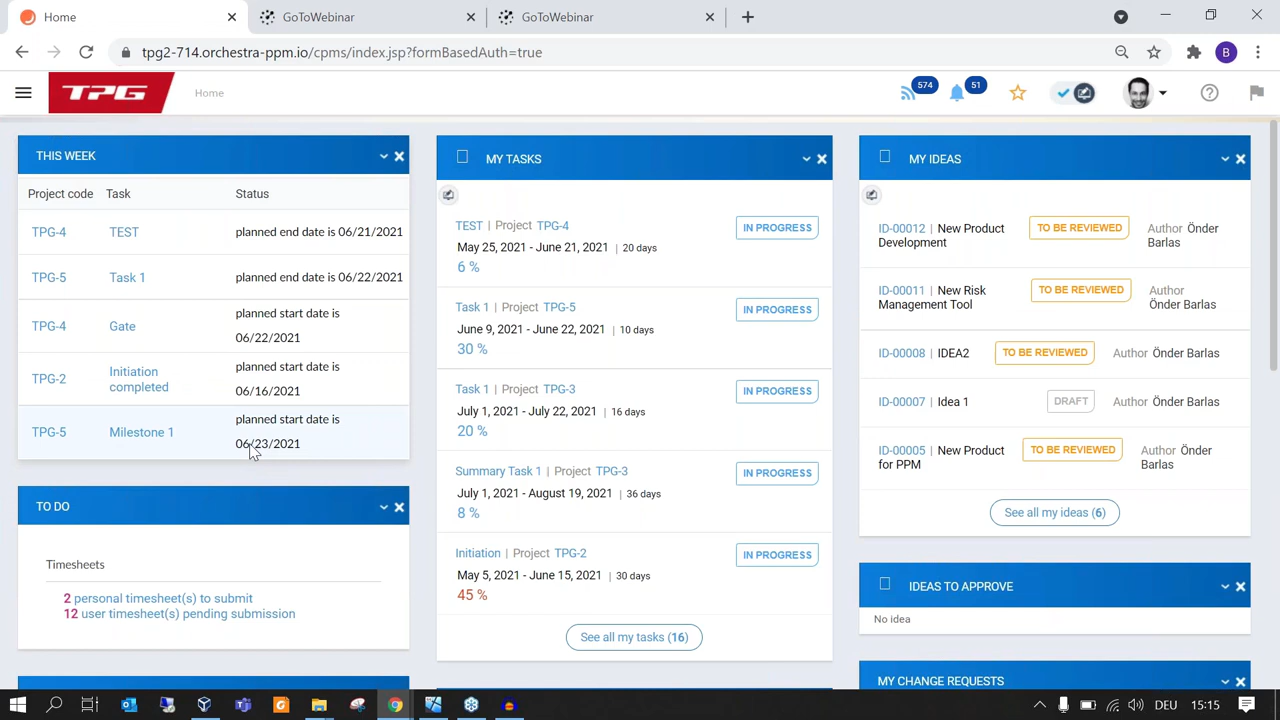 Home
GoToWebinar
GoToWebinar
tpg2-714.orchestra-ppm.io/cpms/index.jsp?formBasedAuth=true
B
TPG
Home
574
51
THIS WEEK
Project code Task Status
TPG-4 TEST planned end date is 06/21/2021
TPG-5 Task 1 planned end date is 06/22/2021
TPG-4 Gate planned start date is
06/22/2021
TPG-2 Initiation
completed planned start date is
06/16/2021
TPG-5 Milestone 1 planned start date is
06/23/2021
TO DO
Timesheets
2 personal timesheet(s) to submit
12 user timesheet(s) pending submission
MY TASKS
TEST | Project TPG-4 IN PROGRESS
May 25, 2021 - June 21, 2021 | 20 days
6 %
Task 1 | Project TPG-5 IN PROGRESS
June 9, 2021 - June 22, 2021 | 10 days
30 %
Task 1 | Project TPG-3 IN PROGRESS
July 1, 2021 - July 22, 2021 | 16 days
20 %
Summary Task 1 | Project TPG-3 IN PROGRESS
July 1, 2021 - August 19, 2021 | 36 days
8 %
Initiation | Project TPG-2 IN PROGRESS
May 5, 2021 - June 15, 2021 | 30 days
45 %
See all my tasks (16)
MY IDEAS
ID-00012 | New Product
Development TO BE REVIEWED Author Önder
Barlas
ID-00011 | New Risk
Management Tool TO BE REVIEWED Author
Önder Barlas
ID-00008 | IDEA2 TO BE REVIEWED Author Önder Barlas
ID-00007 | Idea 1 DRAFT Author Önder Barlas
ID-00005 | New Product
for PPM TO BE REVIEWED Author Önder
Barlas
See all my ideas (6)
IDEAS TO APPROVE
No idea
MY CHANGE REQUESTS
DEU 15:15